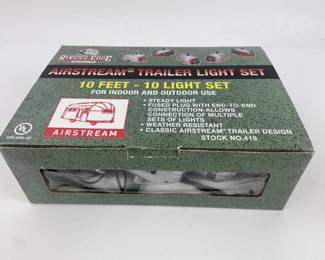 RIVERS EDGE
AIRSTREAM® TRAILER LIGHT SET
10 FEET - 10 LIGHT SET
FOR INDOOR AND OUTDOOR USE
• STEADY LIGHT
• FUSED PLUG WITH END-TO-END
CONSTRUCTION-ALLOWS
CONNECTION OF MULTIPLE
SETS OF LIGHTS
• WEATHER RESISTANT
• CLASSIC AIRSTREAM® TRAILER DESIGN
STOCK NO.419
UL
AIRSTREAM